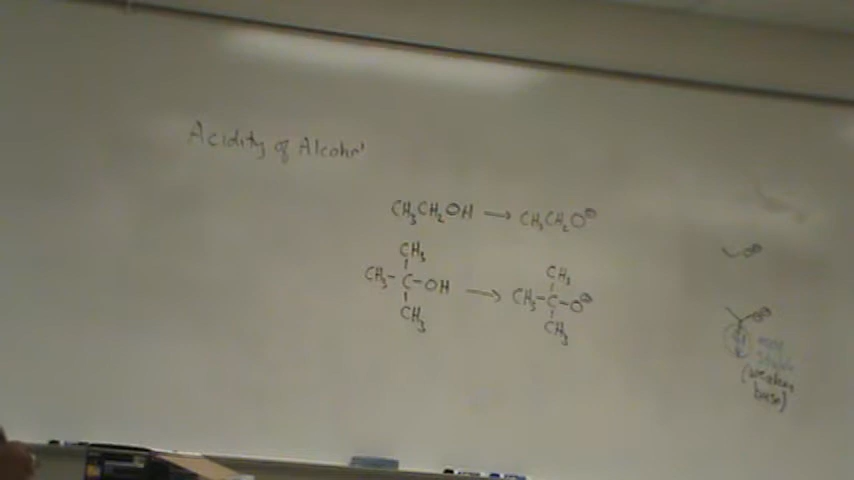 Acidity of Alcohol
CH₃CH₂OH → CH₃CH₂O⊖
CH₃
CH₃-C-OH → CH₃-C-O⊖
CH₃
CH₃
CH₃
(weaker
base)